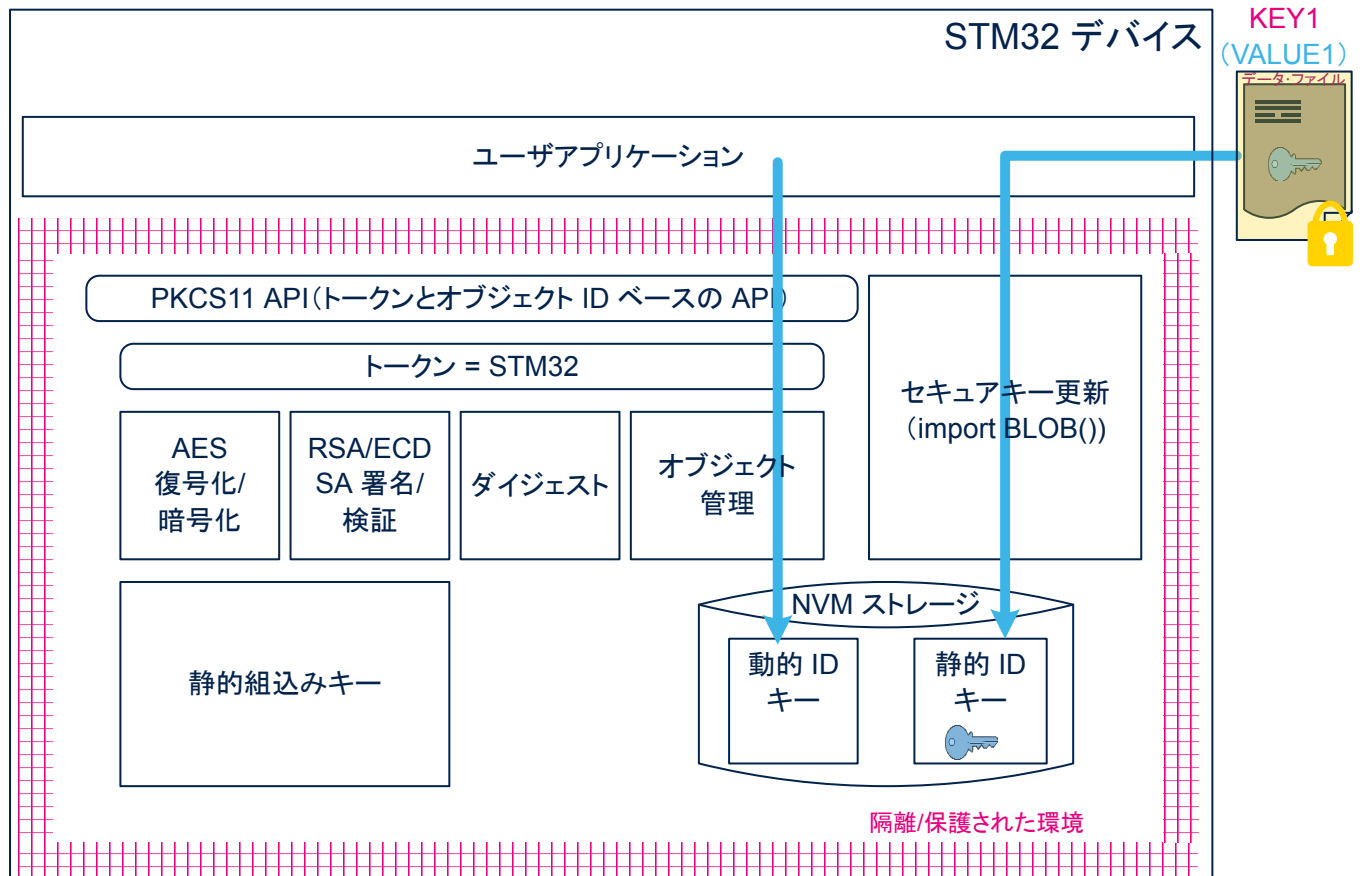 STM32 デバイス
KEY1
（VALUE1）
データ・ファイル
ユーザアプリケーション
PKCS11 API（トークンとオブジェクト ID ベースの API）
トークン = STM32
AES
復号化/
暗号化
RSA/ECD
SA 署名/
検証
ダイジェスト
オブジェクト
管理
セキュアキー更新
（import BLOB())
静的組込みキー
NVM ストレージ
動的 ID
キー
静的 ID
キー
隔離/保護された環境